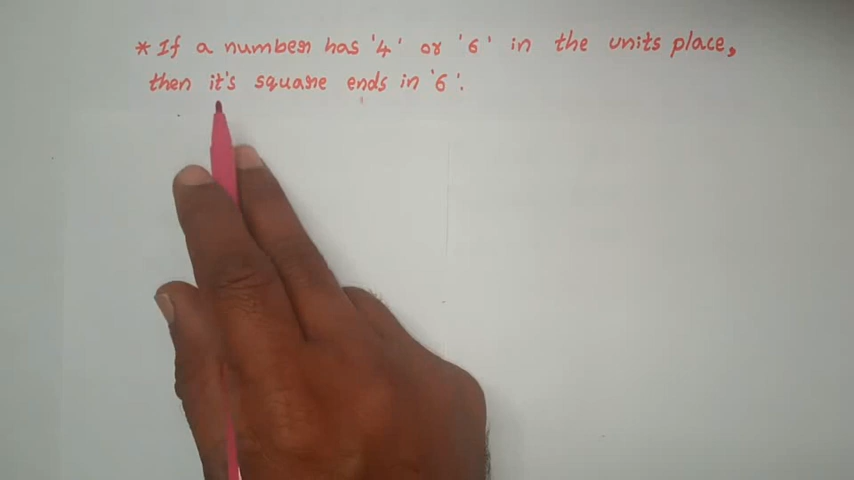 * If a number has '4' or '6' in the units place,
then it's square ends in '6'.